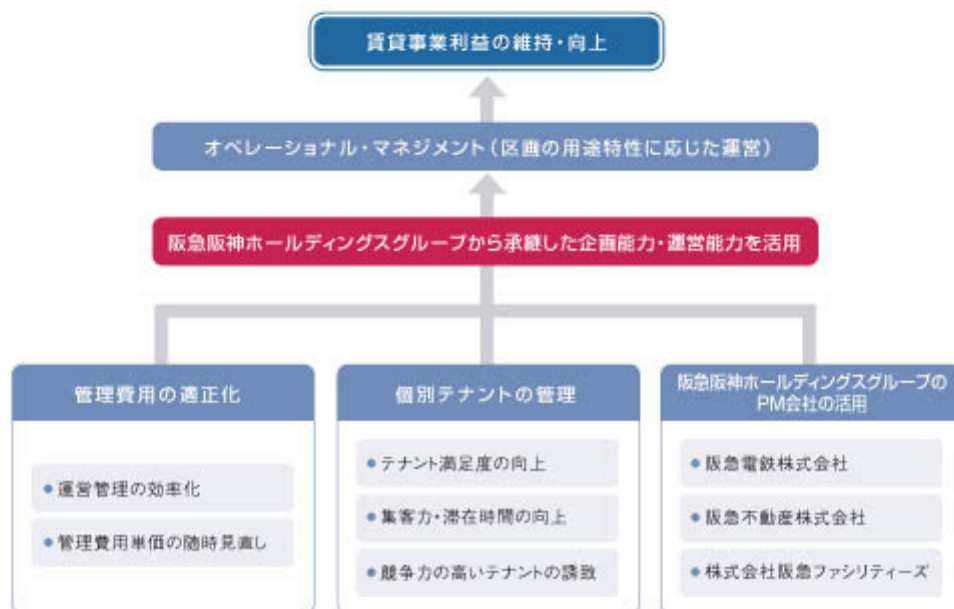 賃貸事業利益の維持・向上
オペレーショナル・マネジメント(区画の用途特性に応じた運営)
阪急阪神ホールディングスグループから承継した企画能力・運営能力を活用
管理費用の適正化
●運営管理の効率化
●管理費用単価の随時見直し
個別テナントの管理
●テナント満足度の向上
●集客力・滞在時間の向上
●競争力の高いテナントの誘致
阪急阪神ホールディングスグループの
PM会社の活用
●阪急電鉄株式会社
●阪急不動産株式会社
●株式会社阪急ファシリティーズ